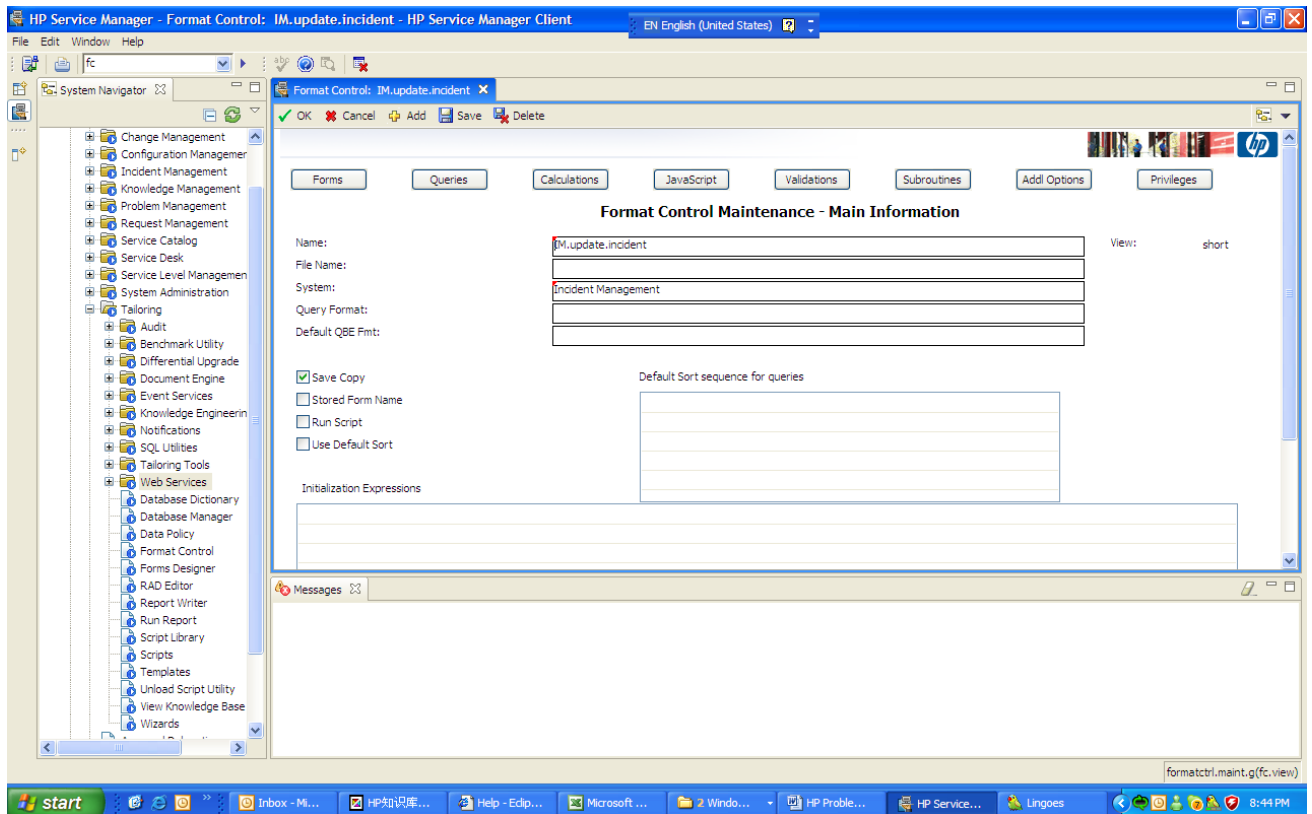 HP Service Manager - Format Control: IM.update.incident - HP Service Manager Client
EN English (United States)
File Edit Window Help
fc
System Navigator
Format Control: IM.update.incident
OK Cancel Add Save Delete
Change Management
Configuration Managemer
Incident Management
Knowledge Management
Problem Management
Request Management
Service Catalog
Service Desk
Service Level Managemen
System Administration
Tailoring
Audit
Benchmark Utility
Differential Upgrade
Document Engine
Event Services
Knowledge Engineerin
Notifications
SQL Utilities
Tailoring Tools
Web Services
Database Dictionary
Database Manager
Data Policy
Format Control
Forms Designer
RAD Editor
Report Writer
Run Report
Script Library
Scripts
Templates
Unload Script Utility
View Knowledge Base
Wizards
hp
Forms Queries Calculations JavaScript Validations Subroutines Addl Options Privileges
Format Control Maintenance - Main Information
Name: IM.update.incident View: short
File Name:
System: Incident Management
Query Format:
Default QBE Fmt:
Save Copy Default Sort sequence for queries
Stored Form Name
Run Script
Use Default Sort
Initialization Expressions
Messages
formatctrl.maint.g(fc.view)
start Inbox - Mi... HP知识库... Help - Eclip... Microsoft ... 2 Windo... HP Proble... HP Service... Lingoes 8:44 PM